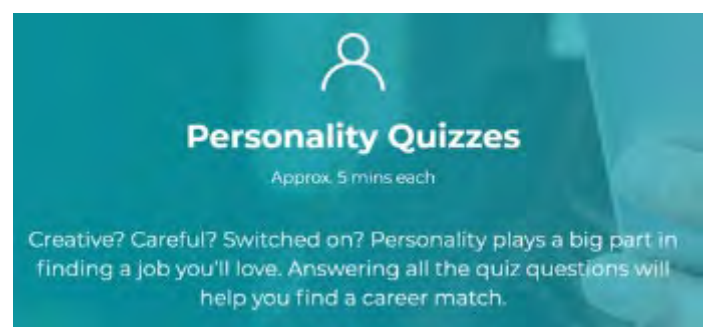 Personality Quizzes
Approx. 5 mins each
Creative? Careful? Switched on? Personality plays a big part in
finding a job you'll love. Answering all the quiz questions will
help you find a career match.